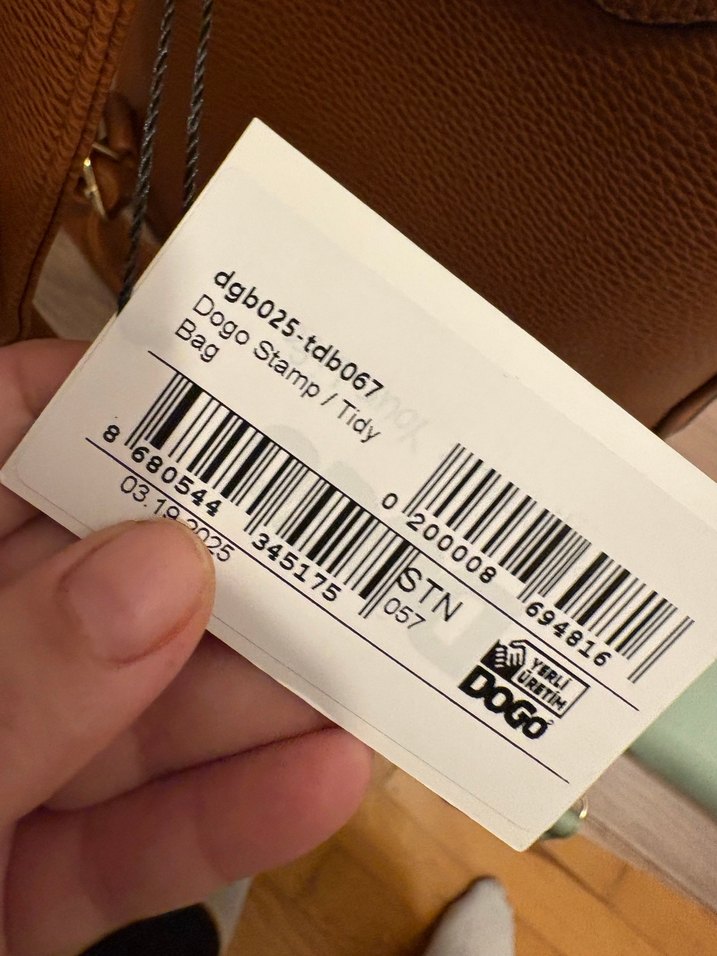 dgb025-tdb067
Dogo Stamp / Tidy
Bag
8 680544 345175
0 200008 694816
03.19.2025
STN
057
YERLİ
ÜRETİM
DOGO